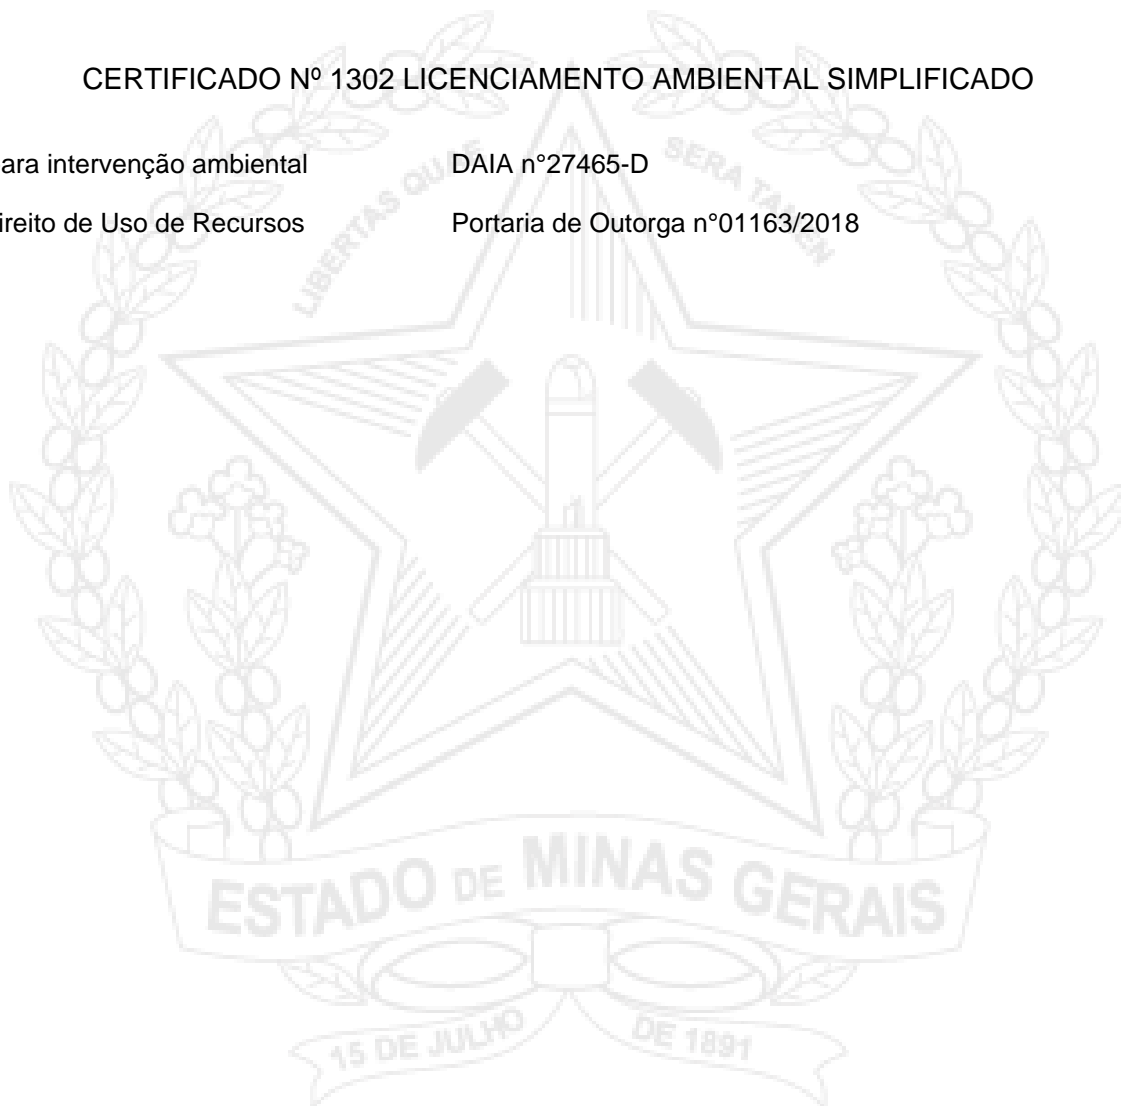 CERTIFICADO Nº 1302 LICENCIAMENTO AMBIENTAL SIMPLIFICADO
ara intervenção ambiental DAIA n°27465-D
ireito de Uso de Recursos Portaria de Outorga n°01163/2018
LIBERTAS QUÆ SERA TAMEN
ESTADO DE MINAS GERAIS
15 DE JULHO DE 1891